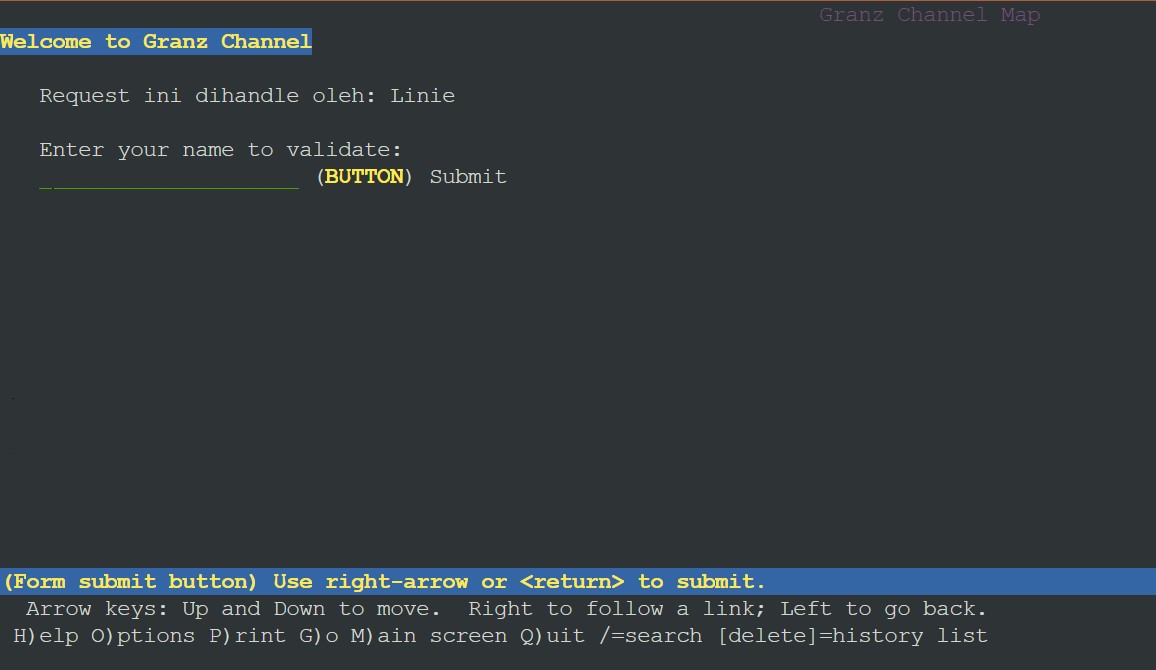 Granz Channel Map
Welcome to Granz Channel
Request ini dihandle oleh: Linie
Enter your name to validate:
____________________ (BUTTON) Submit
(Form submit button) Use right-arrow or <return> to submit.
Arrow keys: Up and Down to move.  Right to follow a link; Left to go back.
H)elp O)ptions P)rint G)o M)ain screen Q)uit /=search [delete]=history list